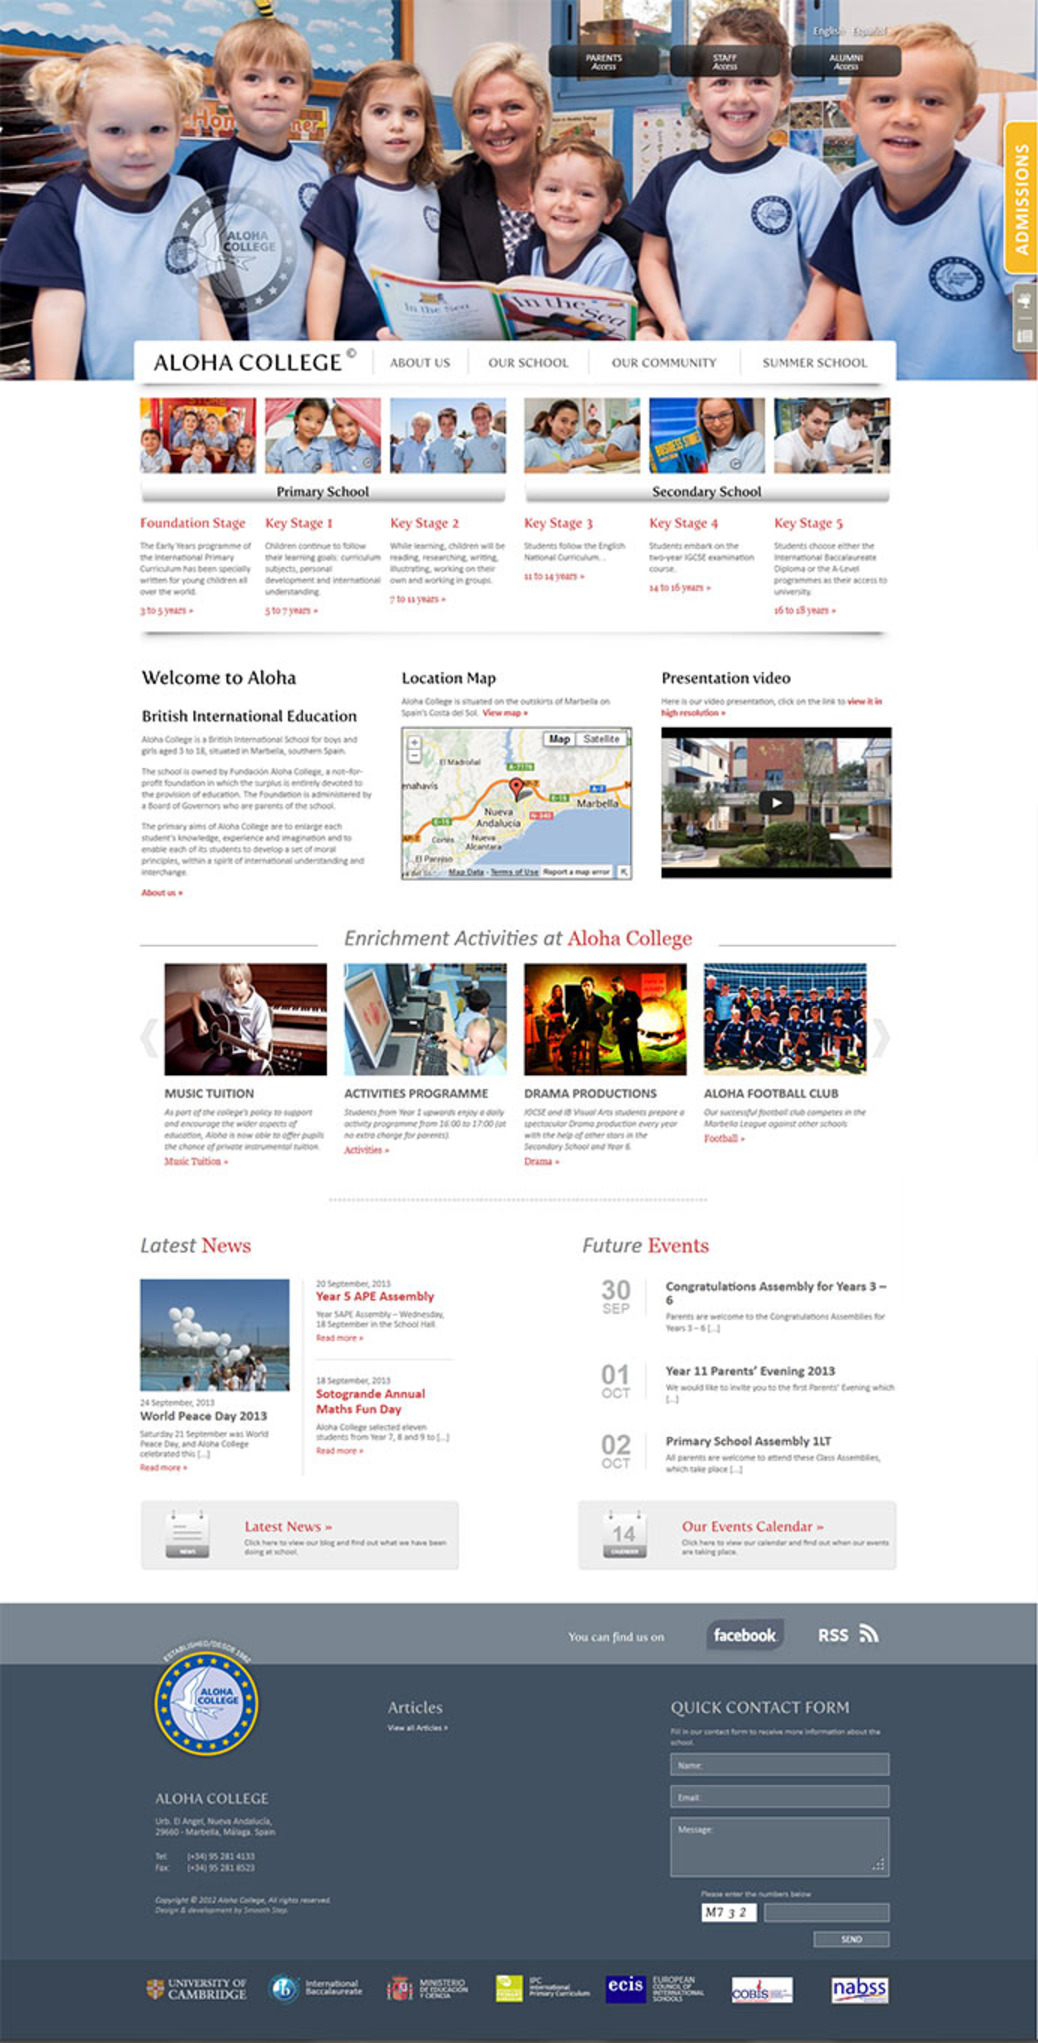 English Español
PARENTS
Access
STAFF
Access
ALUMNI
Access
ADMISSIONS
ALOHA
COLLEGE
In the Sea
In the Sea
ALOHA COLLEGE©
ABOUT US
OUR SCHOOL
OUR COMMUNITY
SUMMER SCHOOL
Primary School
Secondary School
Foundation Stage
The Early Years programme of
the International Primary
Curriculum has been specially
written for young children all
over the world.
3 to 5 years »
Key Stage 1
Children continue to follow
their learning goals: curriculum
subjects, personal
development and international
understanding.
5 to 7 years »
Key Stage 2
While learning, children will be
reading, researching, writing,
illustrating, working on their
own and working in groups.
7 to 11 years »
Key Stage 3
Students follow the English
National Curriculum. .
11 to 14 years »
Key Stage 4
Students embark on the
two-year IGCSE examination
course.
14 to 16 years »
Key Stage 5
Students choose either the
International Baccalaureate
Diploma or the A-Level
programmes as their access to
university.
16 to 18 years »
Welcome to Aloha
British International Education
Aloha College is a British International School for boys and
girls aged 3 to 18, situated in Marbella, southern Spain.
The school is owned by Fundación Aloha College, a not-for-
profit foundation in which the surplus is entirely devoted to
the provision of education. The Foundation is administered by
a Board of Governors who are parents of the school.
The primary aims of Aloha College are to enlarge each
student's knowledge, experience and imagination and to
enable each of its students to develop a set of moral
principles, within a spirit of international understanding and
interchange.
About us »
Location Map
Aloha College is situated on the outskirts of Marbella on
Spain's Costa del Sol. View map »
Map Satellite
El Madroñal
A-7176
mahavis
AP-7
A-7
E-15
Marbella
Nueva
Andalucía
N-340
E-15
AP-7
Cortes
Nueva
Alcantara
El Paraiso
Map Data - Terms of Use Report a map error
Presentation video
Here is our video presentation, click on the link to view it in
high resolution »
Enrichment Activities at Aloha College
MUSIC TUITION
As part of the college's policy to support
and encourage the wider aspects of
education, Aloha is now able to offer pupils
the chance of private instrumental tuition.
Music Tuition »
ACTIVITIES PROGRAMME
Students from Year 1 upwards enjoy a daily
activity programme from 16:00 to 17:00 (at
no extra charge for parents).
Activities »
DRAMA PRODUCTIONS
IGCSE and IB Visual Arts students prepare a
spectacular Drama production every year
with the help of other stars in the
Secondary School and Year 6.
Drama »
ALOHA FOOTBALL CLUB
Our successful football club competes in the
Marbella League against other schools
Football »
Latest News
24 September, 2013
World Peace Day 2013
Saturday 21 September was World
Peace Day, and Aloha College
celebrated this [...]
Read more »
20 September, 2013
Year 5 APE Assembly
Year 5APE Assembly – Wednesday,
18 September in the School Hall.
Read more »
18 September, 2013
Sotogrande Annual
Maths Fun Day
Aloha College selected eleven
students from Year 7, 8 and 9 to [...]
Read more »
Future Events
30
SEP
Congratulations Assembly for Years 3 –
6
Parents are welcome to the Congratulations Assemblies for
Years 3 – 6 [...]
01
OCT
Year 11 Parents' Evening 2013
We would like to invite you to the first Parents' Evening which
[...]
02
OCT
Primary School Assembly 1LT
All parents are welcome to attend these Class Assemblies,
which take place [...]
NEWS
Latest News »
Click here to view our blog and find out what we have been
doing at school.
14
CALENDAR
Our Events Calendar »
Click here to view our calendar and find out when our events
are taking place.
You can find us on
facebook
RSS
ESTABLISHED/DESDE 1982
ALOHA
COLLEGE
Articles
View all Articles »
QUICK CONTACT FORM
Fill in our contact form to receive more information about the
school.
Name:
Email:
Message:
Please enter the numbers below
M7 3 2
SEND
ALOHA COLLEGE
Urb. El Angel, Nueva Andalucía,
29660 - Marbella, Málaga. Spain
Tel: (+34) 95 281 4133
Fax: (+34) 95 281 8523
Copyright © 2012 Aloha College, All rights reserved.
Design & development by Smooth Step.
UNIVERSITY OF
CAMBRIDGE
ib
International
Baccalaureate
MINISTERIO
DE EDUCACIÓN
Y CIENCIA
IPC
International
Primary Curriculum
ecis
EUROPEAN
COUNCIL OF
INTERNATIONAL
SCHOOLS
COBIS
nabss